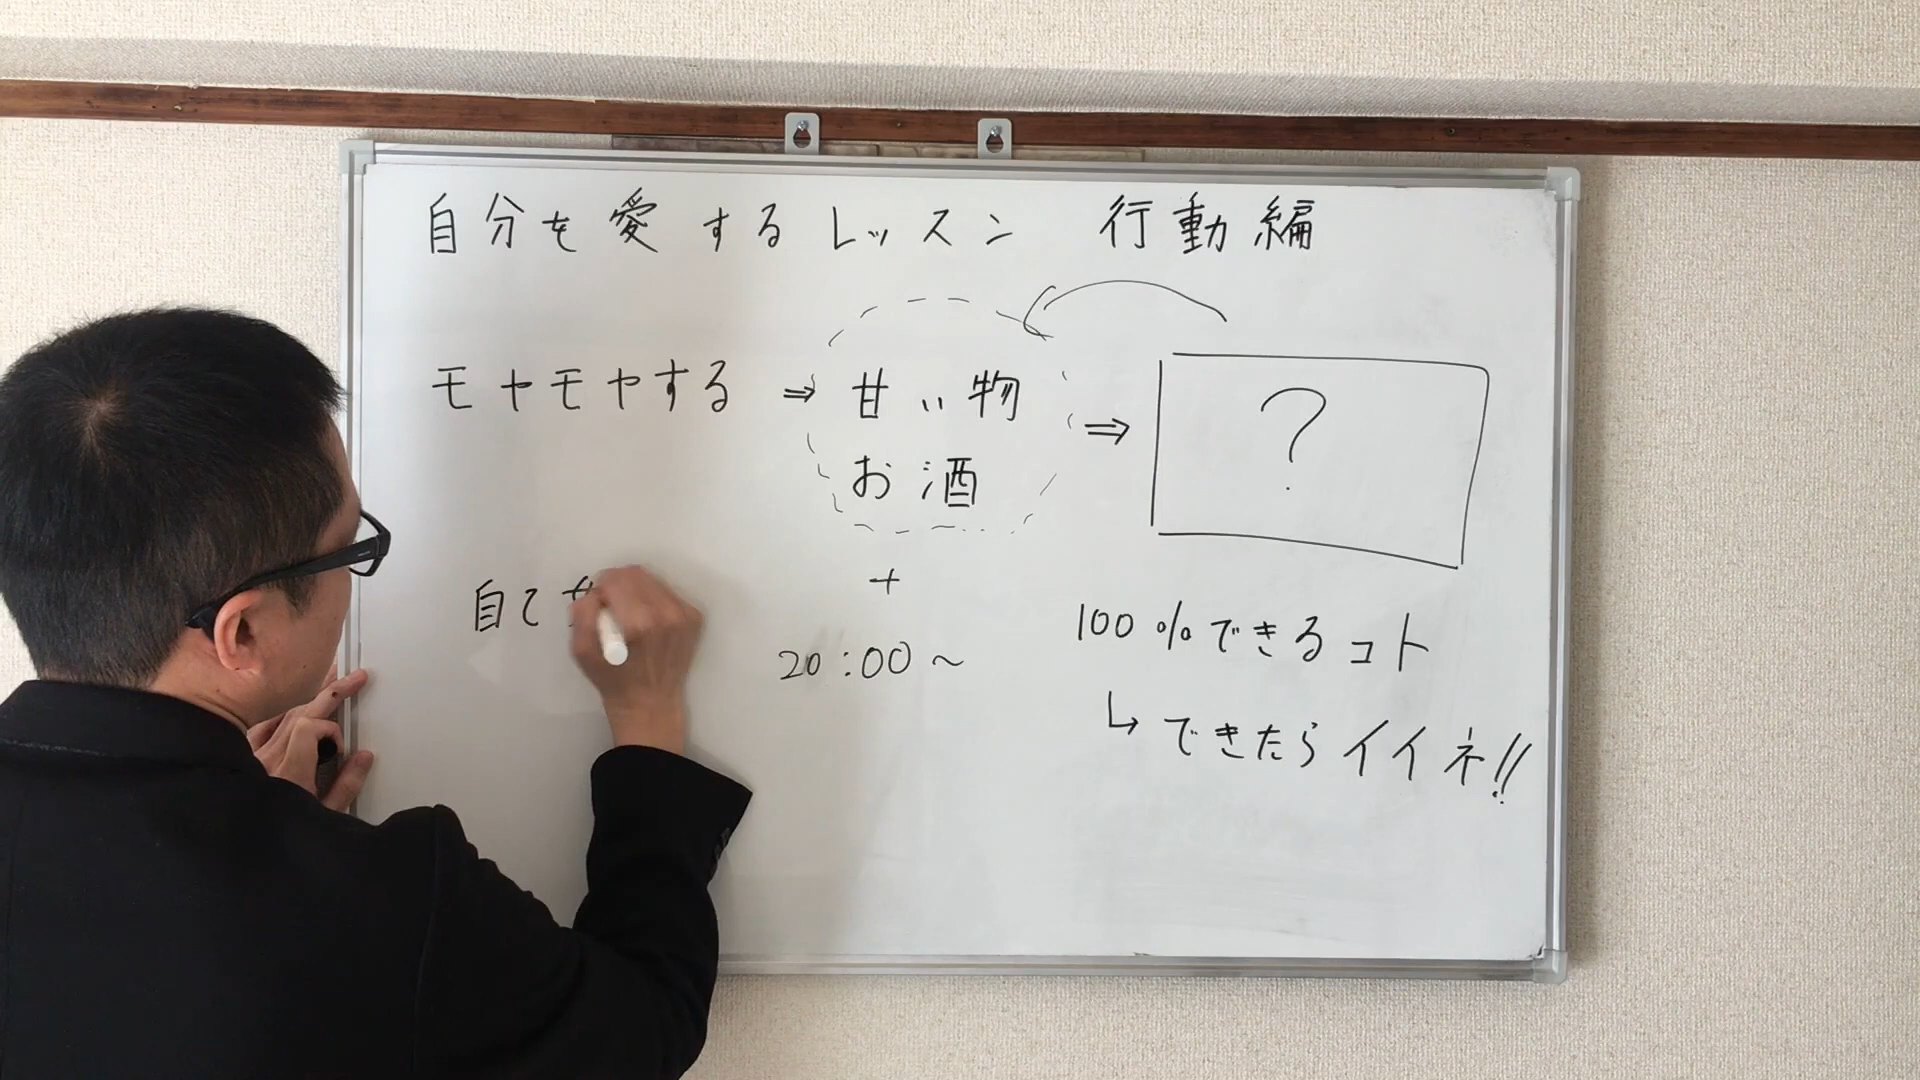 自分を愛するレッスン 行動編
モヤモヤする ⇒ 甘い物 ⇒ ?
お酒
+
20:00～
100%できるコト
↳ できたらイイネ!!